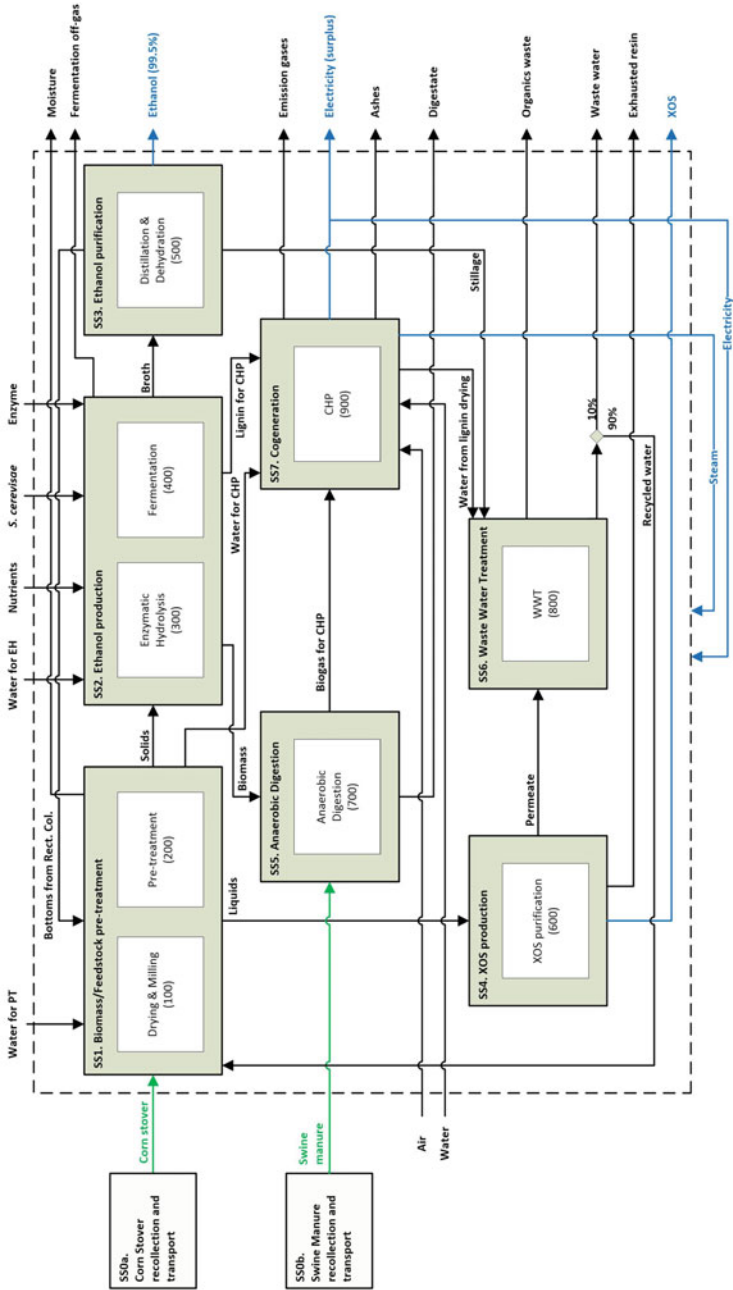 Water for PT
Bottoms from Rect. Col.
Water for EH
Nutrients
S. cerevisae
Enzyme
Moisture
Fermentation off-gas
SS0a.
Corn Stover
recollection and
transport
Corn stover
SS1. Biomass/Feedstock pre-treatment
Drying & Milling
(100)
Pre-treatment
(200)
Solids
SS2. Ethanol production
Enzymatic
Hydrolysis
(300)
Fermentation
(400)
Broth
SS3. Ethanol purification
Distillation &
Dehydration
(500)
Ethanol (99.5%)
Liquids
Biomass
Water for CHP
Lignin for CHP
SS0b.
Swine Manure
recollection and
transport
Swine
manure
SS5. Anaerobic Digestion
Anaerobic
Digestion
(700)
Biogas for CHP
SS7. Cogeneration
CHP
(900)
Emission gases
Electricity (surplus)
Ashes
Digestate
Air
Water
Water from lignin drying
Stillage
SS4. XOS production
XOS purification
(600)
Permeate
SS6. Waste Water Treatment
WWT
(800)
10%
90%
Recycled water
Organics waste
Waste water
Exhausted resin
XOS
Steam
Electricity